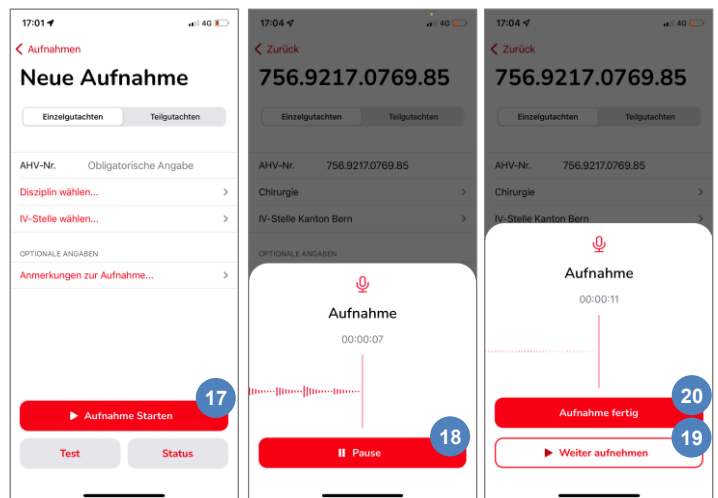 17:01
4G
Aufnahmen
Neue Aufnahme
Einzelgutachten Teilgutachten
AHV-Nr. Obligatorische Angabe
Disziplin wählen...
IV-Stelle wählen...
OPTIONALE ANGABEN
Anmerkungen zur Aufnahme...
17
Aufnahme Starten
Test Status
17:04
4G
Zurück
756.9217.0769.85
Einzelgutachten Teilgutachten
AHV-Nr. 756.9217.0769.85
Chirurgie
IV-Stelle Kanton Bern
OPTIONALE ANGABEN
Aufnahme
00:00:07
18
Pause
17:04
4G
Zurück
756.9217.0769.85
Einzelgutachten Teilgutachten
AHV-Nr. 756.9217.0769.85
Chirurgie
IV-Stelle Kanton Bern
Aufnahme
00:00:11
20
Aufnahme fertig
19
Weiter aufnehmen